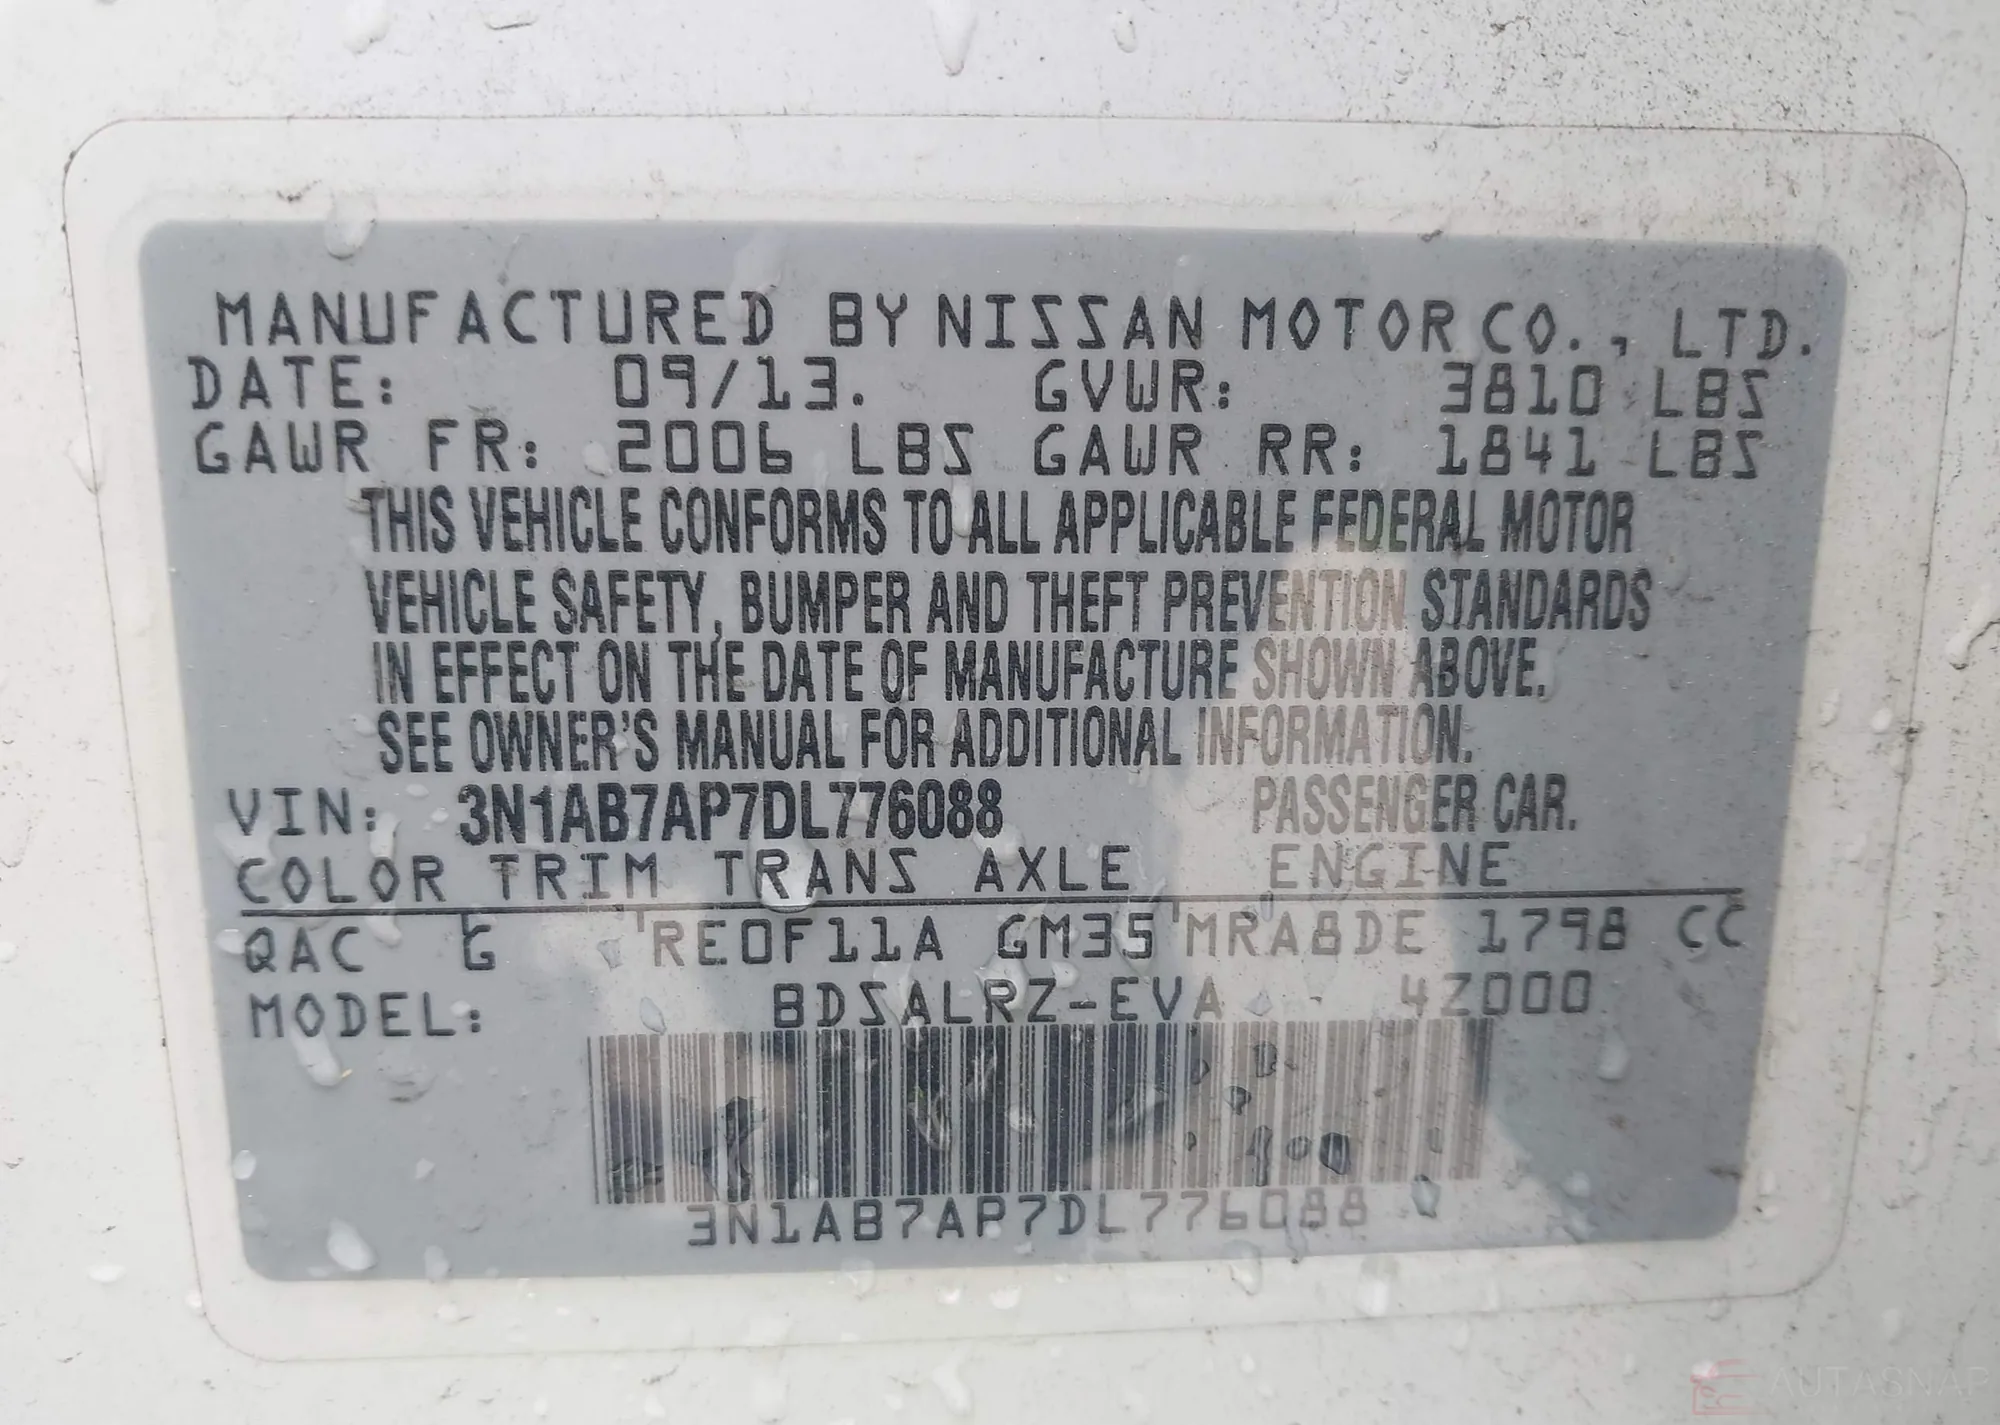 MANUFACTURED BY NISSAN MOTOR CO., LTD.
DATE: 09/13. GVWR: 3810 LBS
GAWR FR: 2006 LBS GAWR RR: 1841 LBS
THIS VEHICLE CONFORMS TO ALL APPLICABLE FEDERAL MOTOR
VEHICLE SAFETY, BUMPER AND THEFT PREVENTION STANDARDS
IN EFFECT ON THE DATE OF MANUFACTURE SHOWN ABOVE.
SEE OWNER'S MANUAL FOR ADDITIONAL INFORMATION.
VIN: 3N1AB7AP7DL776088 PASSENGER CAR.
COLOR TRIM TRANS AXLE ENGINE
QAC G RE0F11A GM35 MRA8DE 1798 CC
MODEL: BDSALRZ-EVA 4Z000
3N1AB7AP7DL776088
AUTASNAP